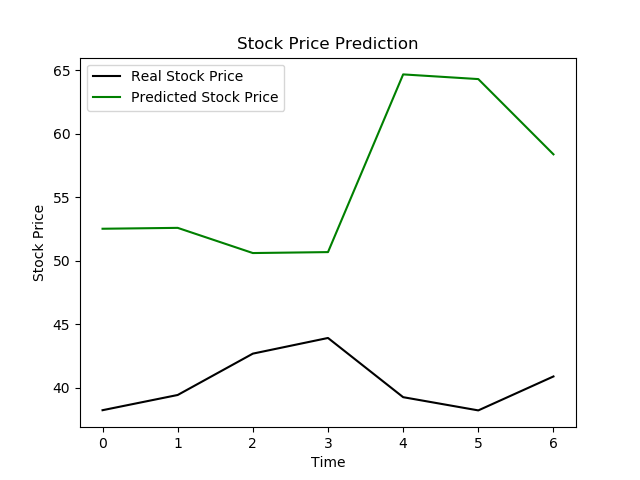 Stock Price Prediction
Real Stock Price
Predicted Stock Price
65
60
55
50
45
40
Stock Price
0 1 2 3 4 5 6
Time